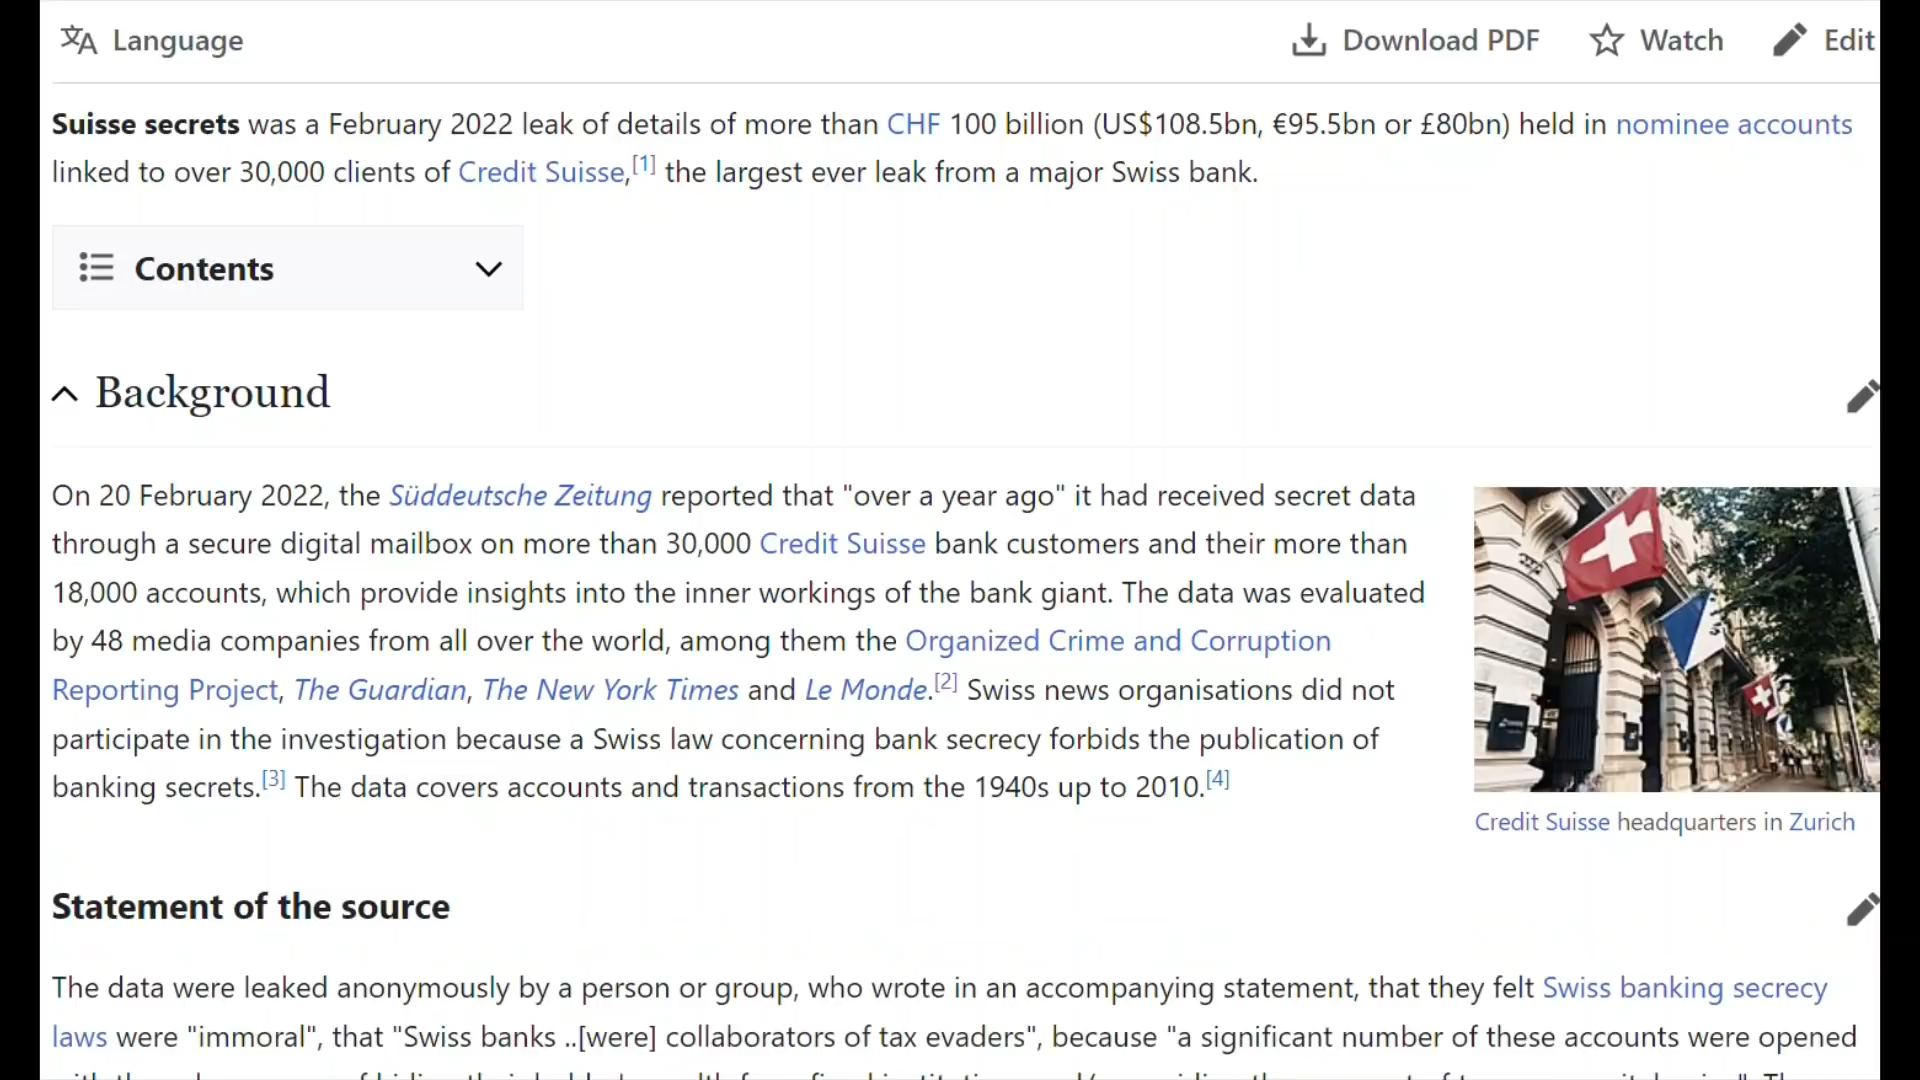 Language
Download PDF
Watch
Edit
Suisse secrets was a February 2022 leak of details of more than CHF 100 billion (US$108.5bn, €95.5bn or £80bn) held in nominee accounts
linked to over 30,000 clients of Credit Suisse,[1] the largest ever leak from a major Swiss bank.
Contents
Background
On 20 February 2022, the Süddeutsche Zeitung reported that "over a year ago" it had received secret data
through a secure digital mailbox on more than 30,000 Credit Suisse bank customers and their more than
18,000 accounts, which provide insights into the inner workings of the bank giant. The data was evaluated
by 48 media companies from all over the world, among them the Organized Crime and Corruption
Reporting Project, The Guardian, The New York Times and Le Monde.[2] Swiss news organisations did not
participate in the investigation because a Swiss law concerning bank secrecy forbids the publication of
banking secrets.[3] The data covers accounts and transactions from the 1940s up to 2010.[4]
Credit Suisse headquarters in Zurich
Statement of the source
The data were leaked anonymously by a person or group, who wrote in an accompanying statement, that they felt Swiss banking secrecy
laws were "immoral", that "Swiss banks ..[were] collaborators of tax evaders", because "a significant number of these accounts were opened